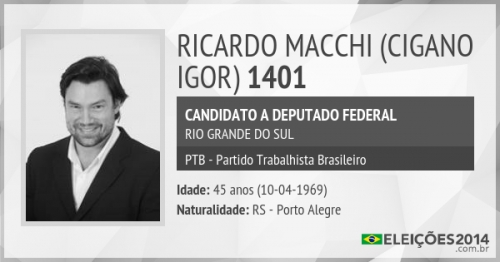 RICARDO MACCHI (CIGANO
IGOR) 1401
CANDIDATO A DEPUTADO FEDERAL
RIO GRANDE DO SUL
PTB - Partido Trabalhista Brasileiro
Idade: 45 anos (10-04-1969)
Naturalidade: RS - Porto Alegre
ELEIÇÕES2014
.com.br